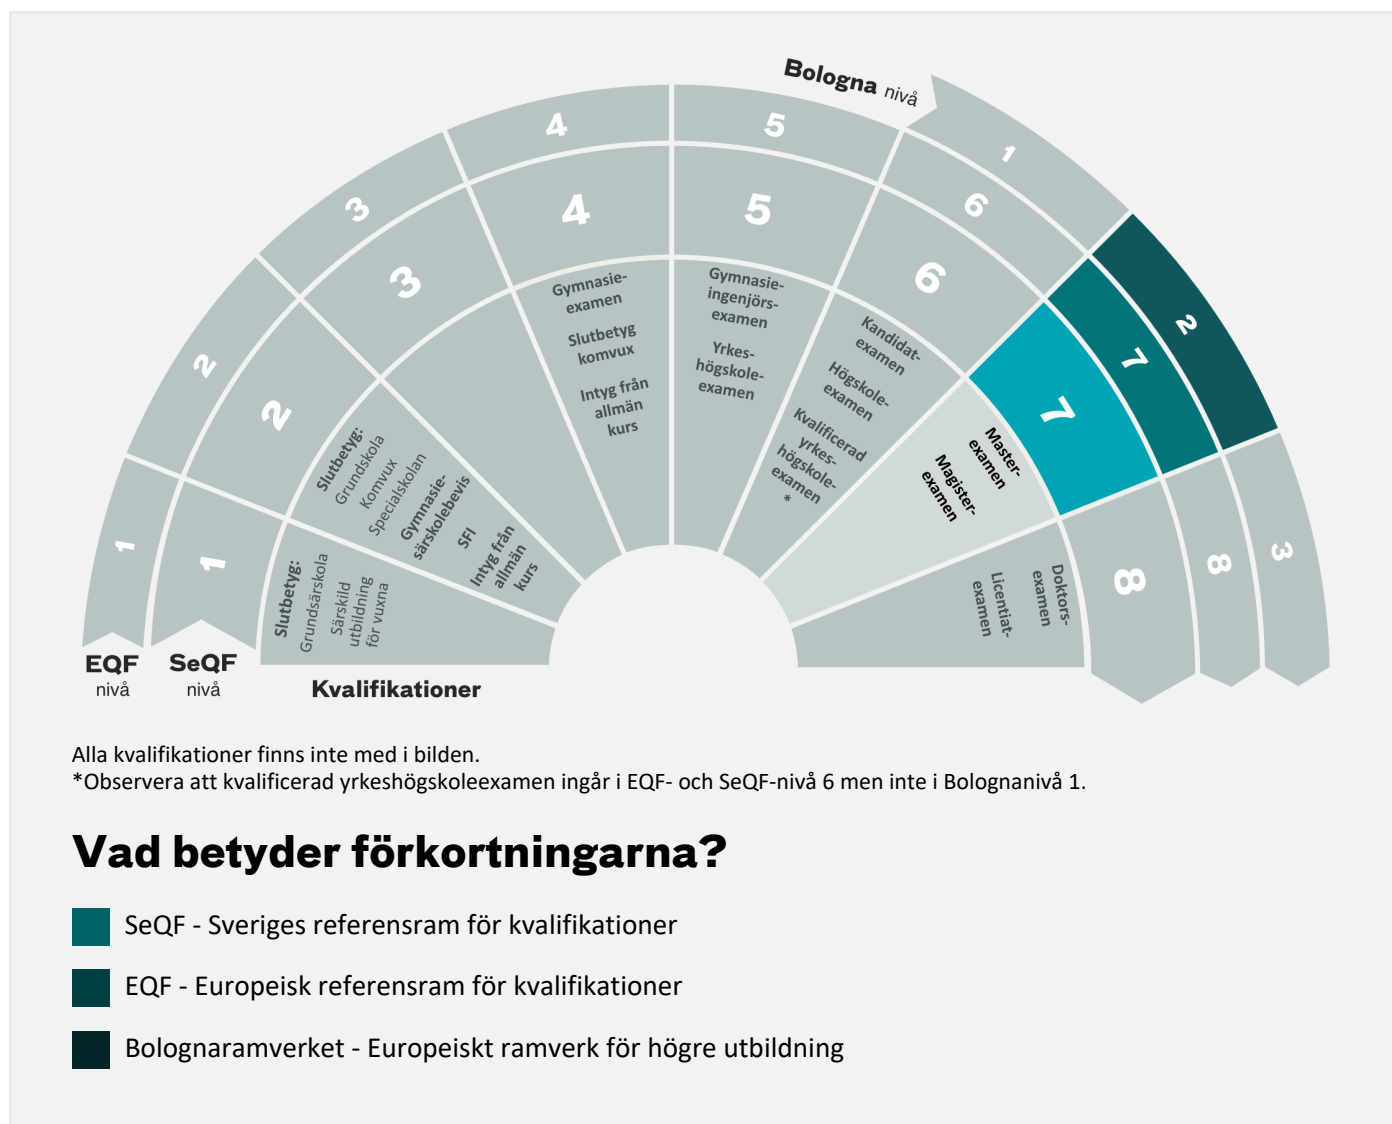 Bologna nivå
1
2
3
1
2
3
4
5
6
7
8
1
2
3
4
5
6
7
8
EQF
nivå
SeQF
nivå
Kvalifikationer
Slutbetyg:
Grundsärskola
Särskild
utbildning
för vuxna
Slutbetyg:
Grundskola
Komvux
Specialskolan
Gymnasie-
särskolebevis
SFI
Intyg från
allmän
kurs
Gymnasie-
examen
Slutbetyg
komvux
Intyg från
allmän
kurs
Gymnasie-
ingenjörs-
examen
Yrkes-
högskole-
examen
Kandidat-
examen
Högskole-
examen
Kvalificerad
yrkes-
högskole-
examen
*
Master-
examen
Magister-
examen
Doktors-
examen
Licentiat-
examen
Alla kvalifikationer finns inte med i bilden.
*Observera att kvalificerad yrkeshögskoleexamen ingår i EQF- och SeQF-nivå 6 men inte i Bolognanivå 1.
Vad betyder förkortningarna?
SeQF - Sveriges referensram för kvalifikationer
EQF - Europeisk referensram för kvalifikationer
Bolognaramverket - Europeiskt ramverk för högre utbildning